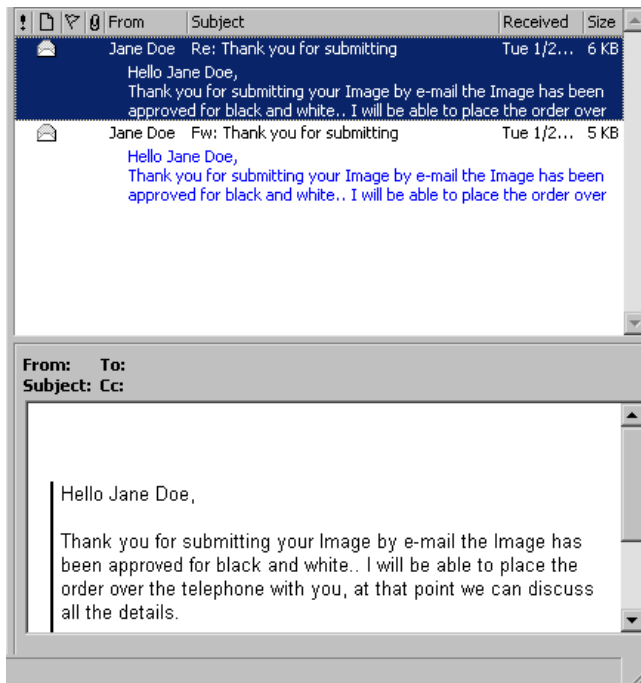 ! From Subject Received Size
Jane Doe Re: Thank you for submitting Tue 1/2... 6 KB
Hello Jane Doe,
Thank you for submitting your Image by e-mail the Image has been
approved for black and white.. I will be able to place the order over
Jane Doe Fw: Thank you for submitting Tue 1/2... 5 KB
Hello Jane Doe,
Thank you for submitting your Image by e-mail the Image has been
approved for black and white.. I will be able to place the order over
From: To:
Subject: Cc:
Hello Jane Doe,
Thank you for submitting your Image by e-mail the Image has
been approved for black and white.. I will be able to place the
order over the telephone with you, at that point we can discuss
all the details.